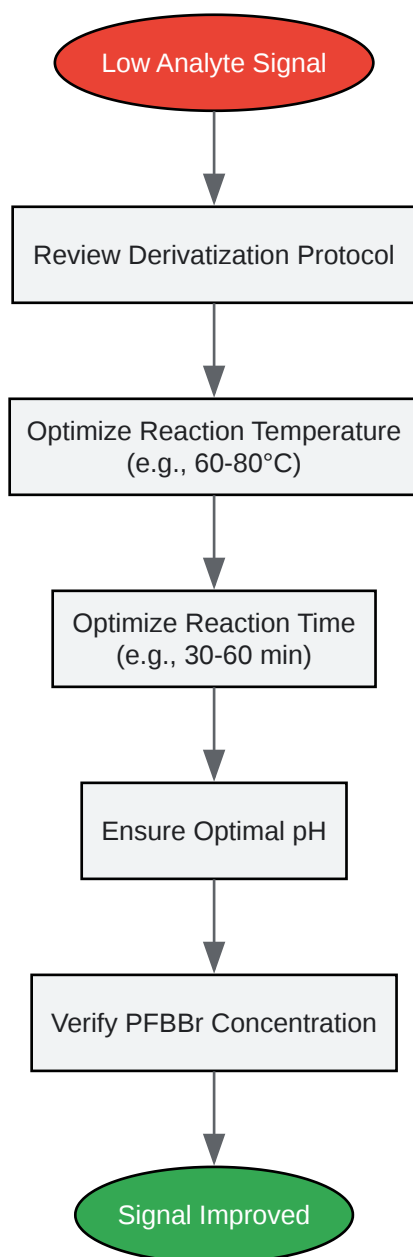 Low Analyte Signal
Review Derivatization Protocol
Optimize Reaction Temperature
(e.g., 60-80°C)
Optimize Reaction Time
(e.g., 30-60 min)
Ensure Optimal pH
Verify PFBBr Concentration
Signal Improved